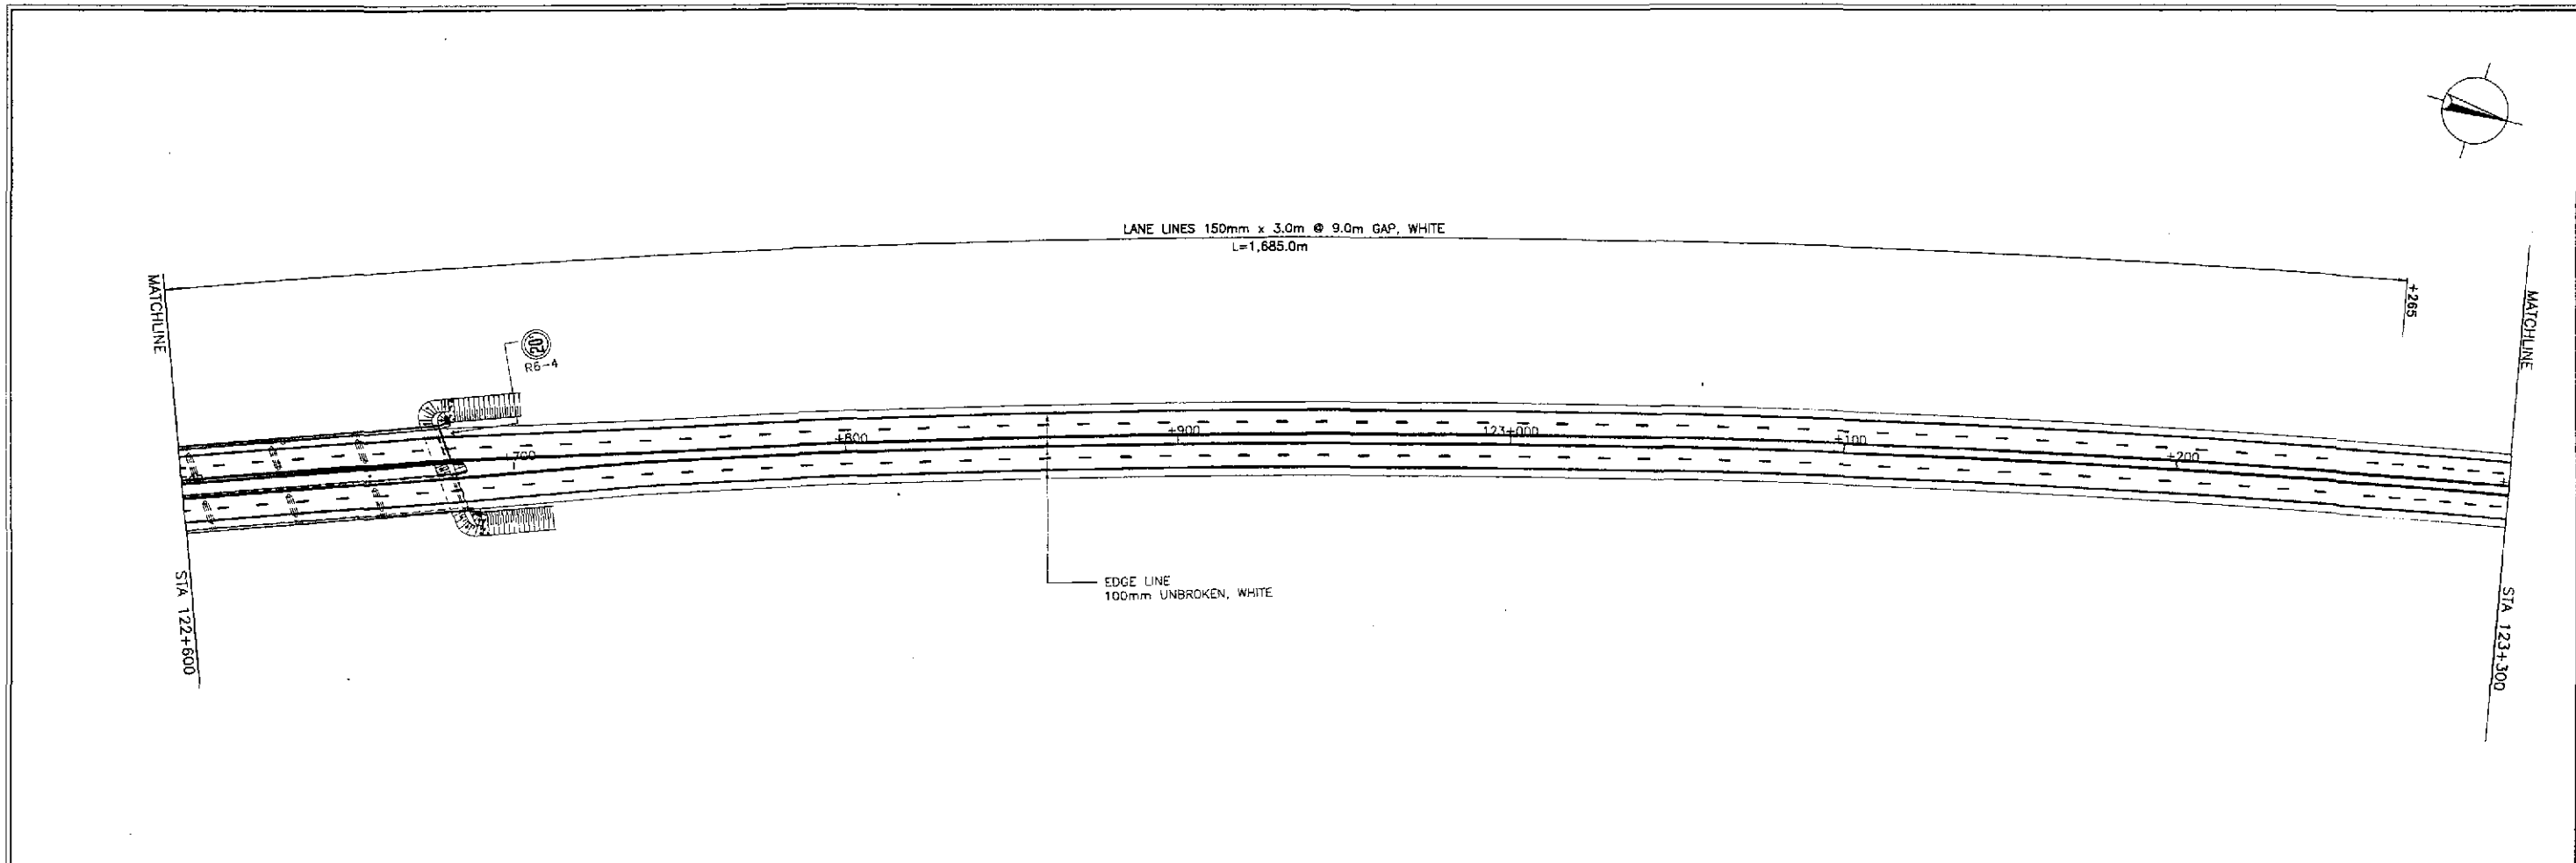 LANE LINES 150mm x 3.0m @ 9.0m GAP, WHITE
L=1,685.0m
MATCHLINE
+265
MATCHLINE
20'
R6-4
+700
+800
+900
123+000
+100
+200
EDGE LINE
100mm UNBROKEN, WHITE
STA 122+600
STA 123+300